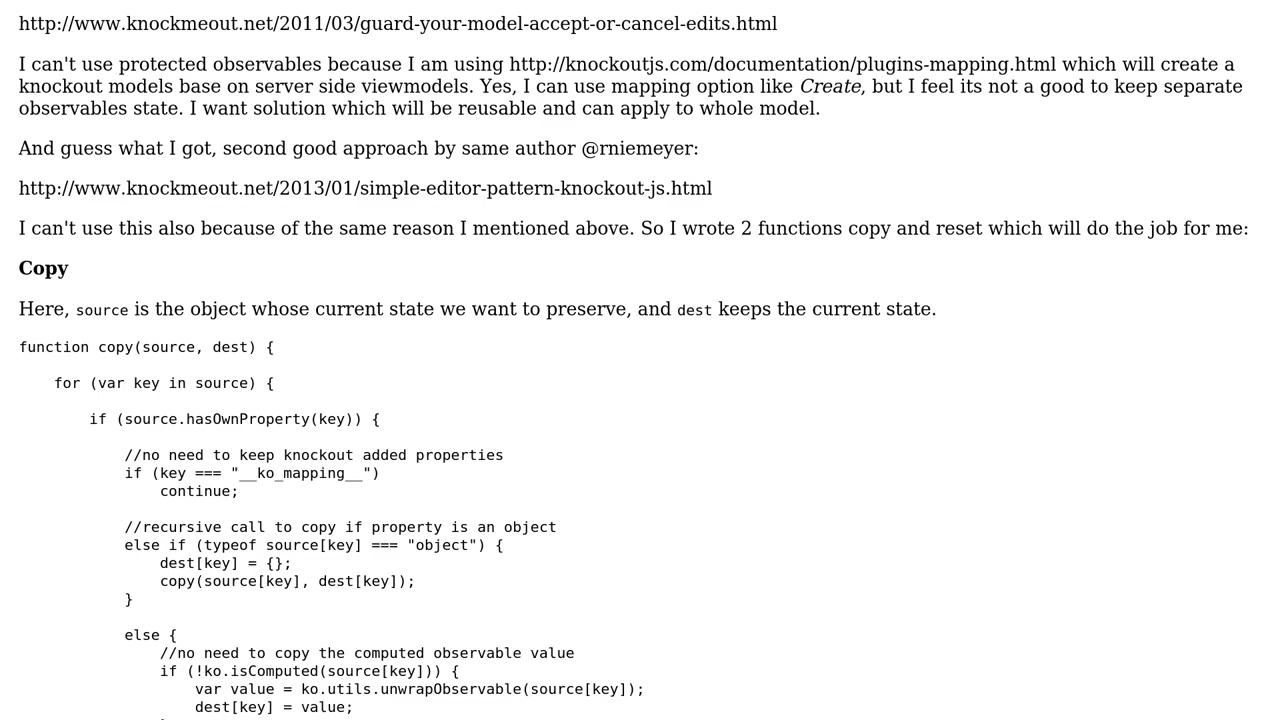 http://www.knockmeout.net/2011/03/guard-your-model-accept-or-cancel-edits.html
I can't use protected observables because I am using http://knockoutjs.com/documentation/plugins-mapping.html which will create a
knockout models base on server side viewmodels. Yes, I can use mapping option like Create, but I feel its not a good to keep separate
observables state. I want solution which will be reusable and can apply to whole model.
And guess what I got, second good approach by same author @rniemeyer:
http://www.knockmeout.net/2013/01/simple-editor-pattern-knockout-js.html
I can't use this also because of the same reason I mentioned above. So I wrote 2 functions copy and reset which will do the job for me:
Copy
Here, source is the object whose current state we want to preserve, and dest keeps the current state.
function copy(source, dest) {
    for (var key in source) {
        if (source.hasOwnProperty(key)) {
            //no need to keep knockout added properties
            if (key === "__ko_mapping__")
                continue;
            //recursive call to copy if property is an object
            else if (typeof source[key] === "object") {
                dest[key] = {};
                copy(source[key], dest[key]);
            }
            else {
                //no need to copy the computed observable value
                if (!ko.isComputed(source[key])) {
                    var value = ko.utils.unwrapObservable(source[key]);
                    dest[key] = value;